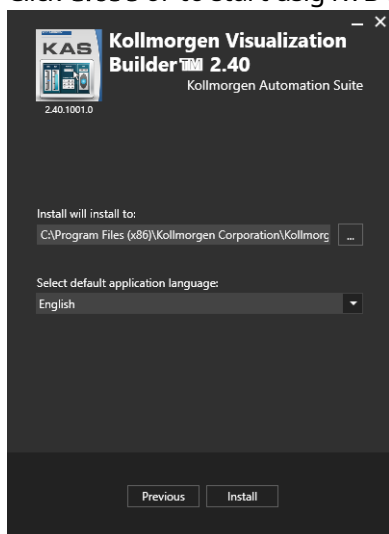 KAS
Kollmorgen Visualization
Builder™ 2.40
Kollmorgen Automation Suite
2.40.1001.0
Install will install to:
C:\Program Files (x86)\Kollmorgen Corporation\Kollmorg
...
Select default application language:
English
Previous
Install